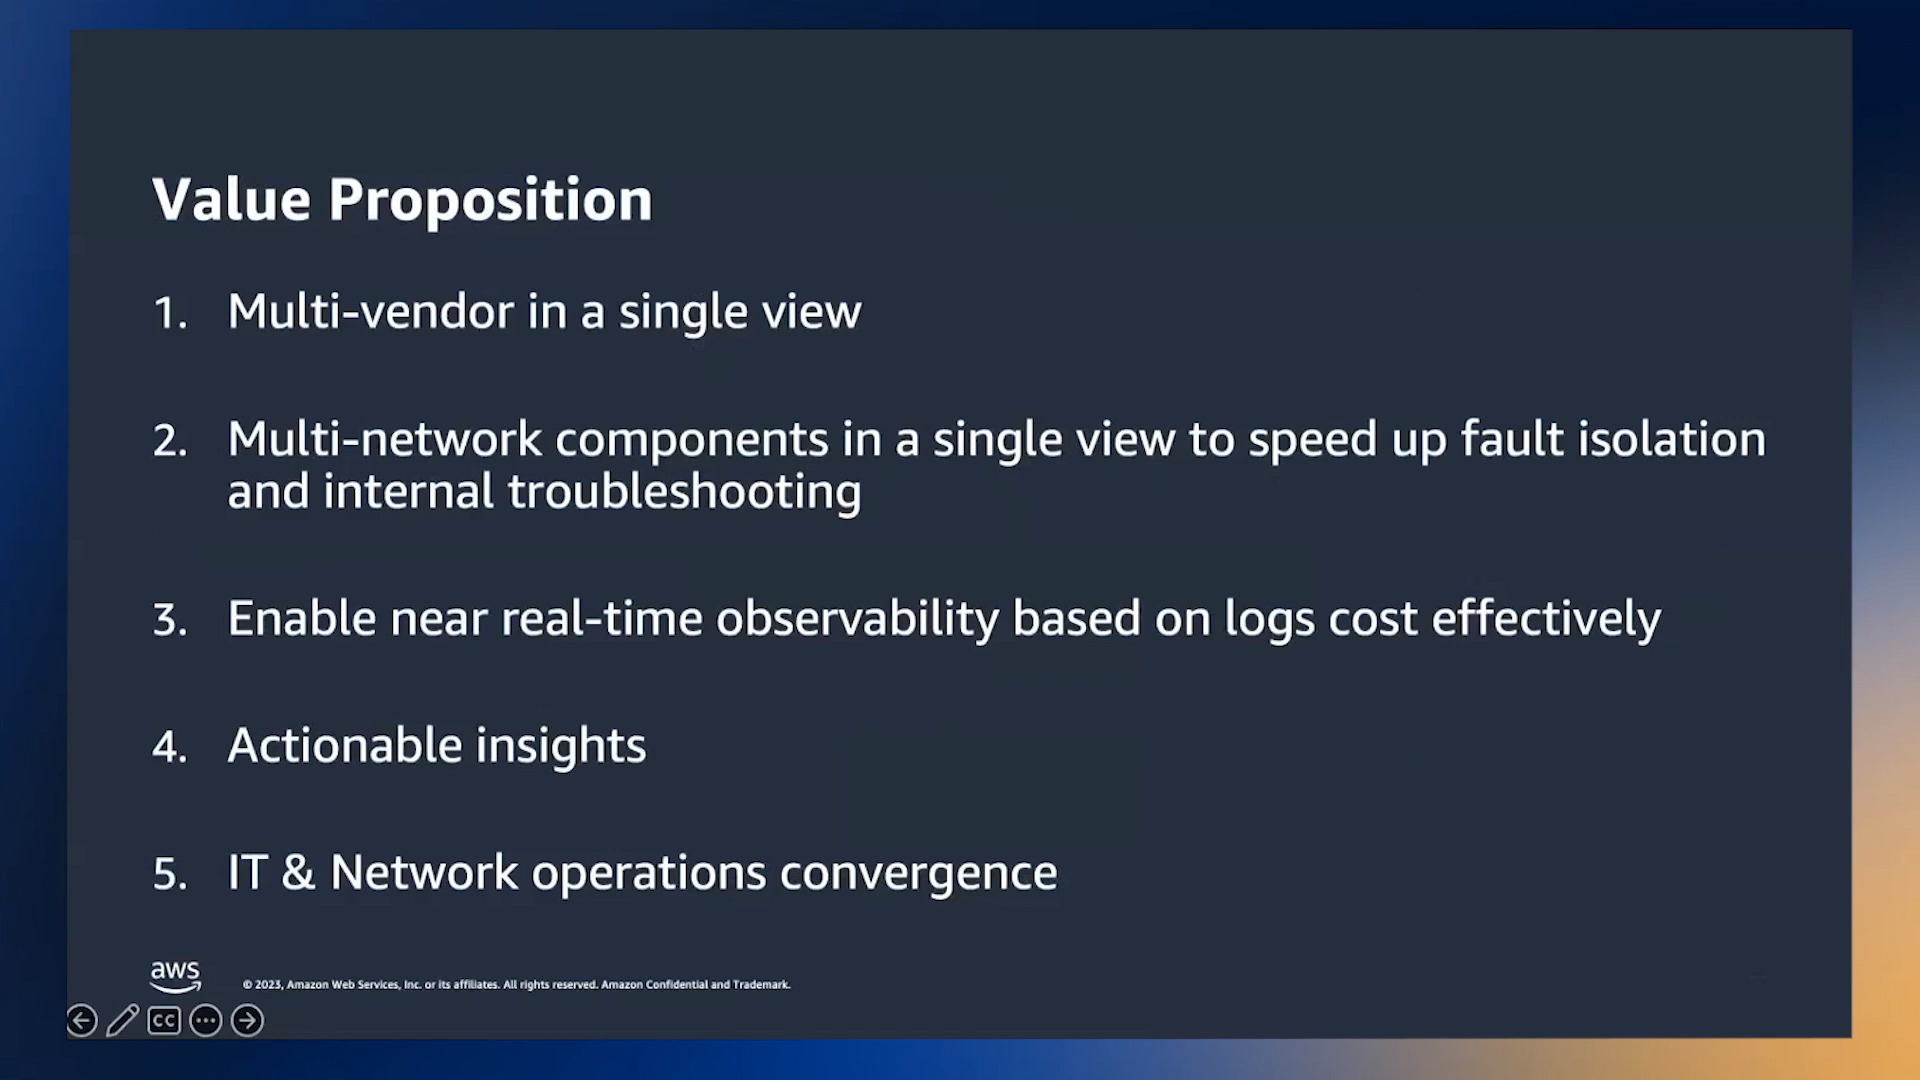 Value Proposition
1. Multi-vendor in a single view
2. Multi-network components in a single view to speed up fault isolation
and internal troubleshooting
3. Enable near real-time observability based on logs cost effectively
4. Actionable insights
5. IT & Network operations convergence
aws
© 2023, Amazon Web Services, Inc. or its affiliates. All rights reserved. Amazon Confidential and Trademark.
CC